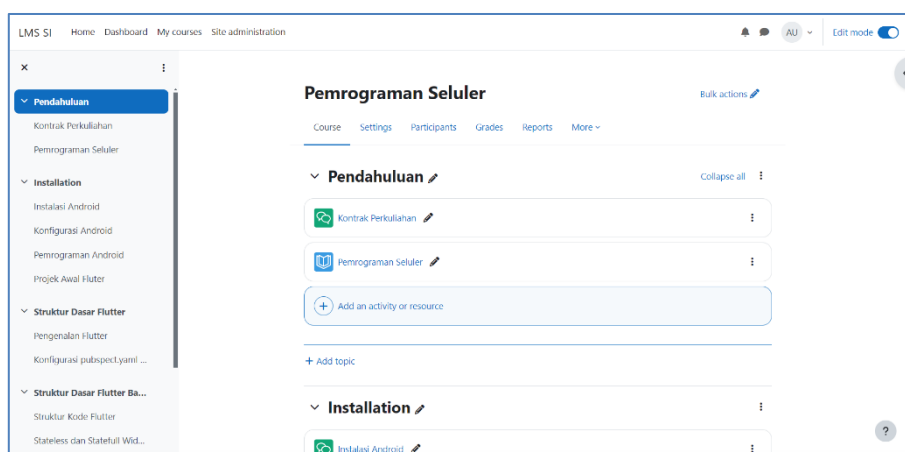 LMS SI Home Dashboard My courses Site administration AU Edit mode
Pendahuluan
Kontrak Perkuliahan
Pemrograman Seluler
Installation
Instalasi Android
Konfigurasi Android
Pemrograman Android
Projek Awal Fluter
Struktur Dasar Flutter
Pengenalan Flutter
Konfigurasi pubspect.yaml ...
Struktur Dasar Flutter Ba...
Struktur Kode Flutter
Stateless dan Statefull Wid...
Pemrograman Seluler
Bulk actions
Course Settings Participants Grades Reports More
Pendahuluan
Collapse all
Kontrak Perkuliahan
Pemrograman Seluler
Add an activity or resource
+ Add topic
Installation
Instalasi Android
?